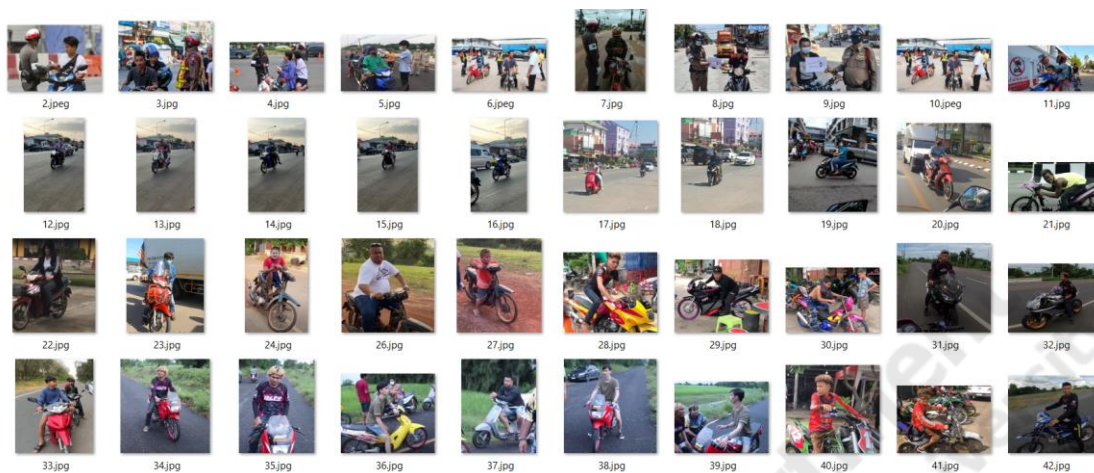 2.jpeg 3.jpg 4.jpg 5.jpg 6.jpeg 7.jpg 8.jpg 9.jpg 10.jpeg 11.jpg
12.jpg 13.jpg 14.jpg 15.jpg 16.jpg 17.jpg 18.jpg 19.jpg 20.jpg 21.jpg
22.jpg 23.jpg 24.jpg 26.jpg 27.jpg 28.jpg 29.jpg 30.jpg 31.jpg 32.jpg
33.jpg 34.jpg 35.jpg 36.jpg 37.jpg 38.jpg 39.jpg 40.jpg 41.jpg 42.jpg